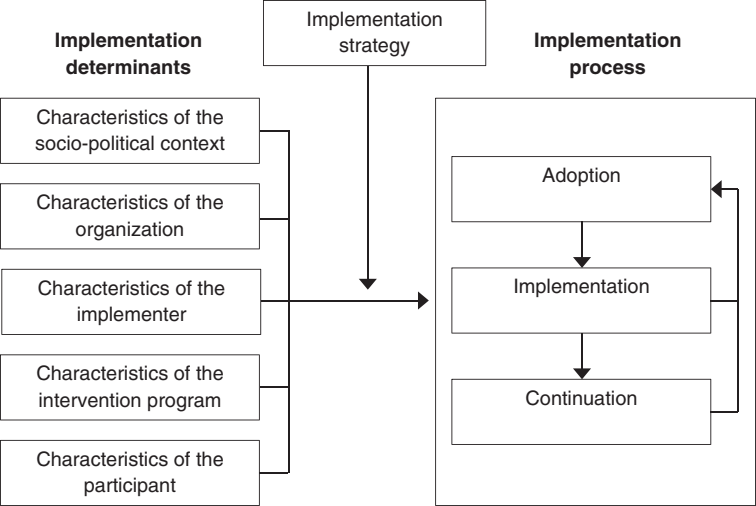 Implementation
determinants
Characteristics of the
socio-political context
Characteristics of the
organization
Characteristics of the
implementer
Characteristics of the
intervention program
Characteristics of the
participant
Implementation
strategy
Implementation
process
Adoption
Implementation
Continuation